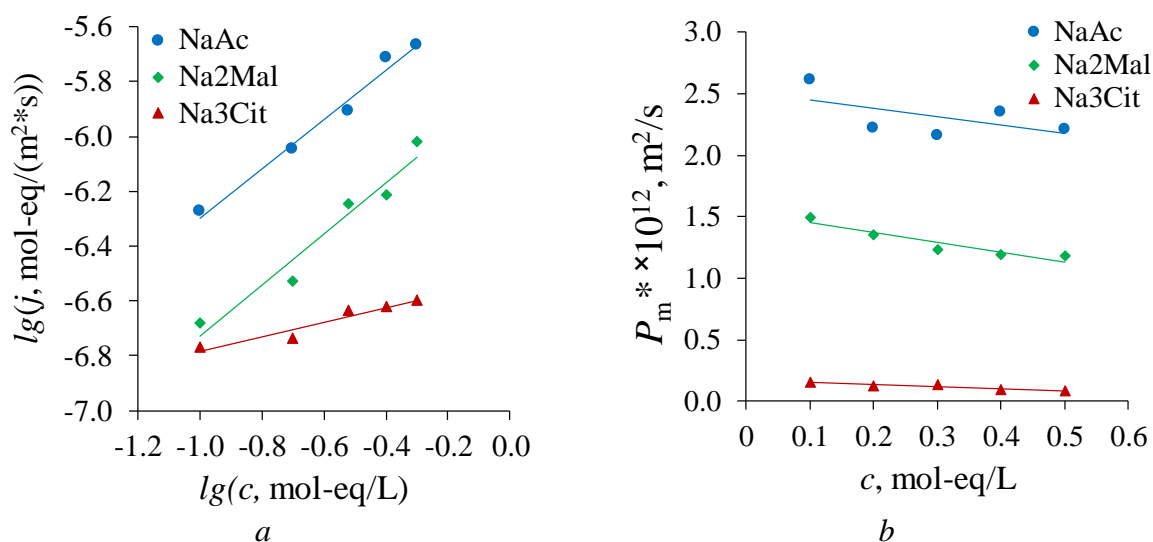 NaAc
Na2Mal
Na3Cit
lg(j, mol-eq/(m²*s))
-5.6
-5.8
-6.0
-6.2
-6.4
-6.6
-6.8
-7.0
-1.2 -1.0 -0.8 -0.6 -0.4 -0.2 0.0
lg(c, mol-eq/L)
a
NaAc
Na2Mal
Na3Cit
Pₘ * ×10¹², m²/s
3.0
2.5
2.0
1.5
1.0
0.5
0.0
0 0.1 0.2 0.3 0.4 0.5 0.6
c, mol-eq/L
b